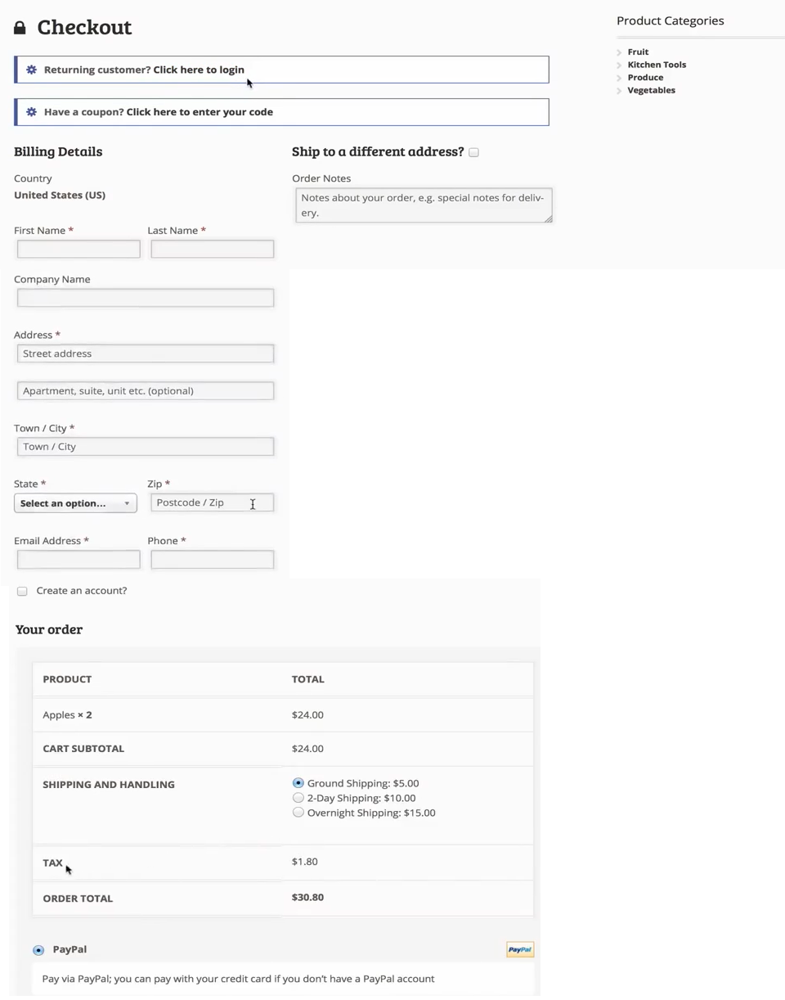 Checkout
Returning customer? Click here to login
Have a coupon? Click here to enter your code
Product Categories
Fruit
Kitchen Tools
Produce
Vegetables
Billing Details
Country
United States (US)
First Name *
Last Name *
Company Name
Address *
Street address
Apartment, suite, unit etc. (optional)
Town / City *
Town / City
State *
Zip *
Select an option...
Postcode / Zip
Email Address *
Phone *
Create an account?
Ship to a different address?
Order Notes
Notes about your order, e.g. special notes for deliv-
ery.
Your order
PRODUCT TOTAL
Apples × 2 $24.00
CART SUBTOTAL $24.00
SHIPPING AND HANDLING
Ground Shipping: $5.00
2-Day Shipping: $10.00
Overnight Shipping: $15.00
TAX $1.80
ORDER TOTAL $30.80
PayPal PayPal
Pay via PayPal; you can pay with your credit card if you don't have a PayPal account